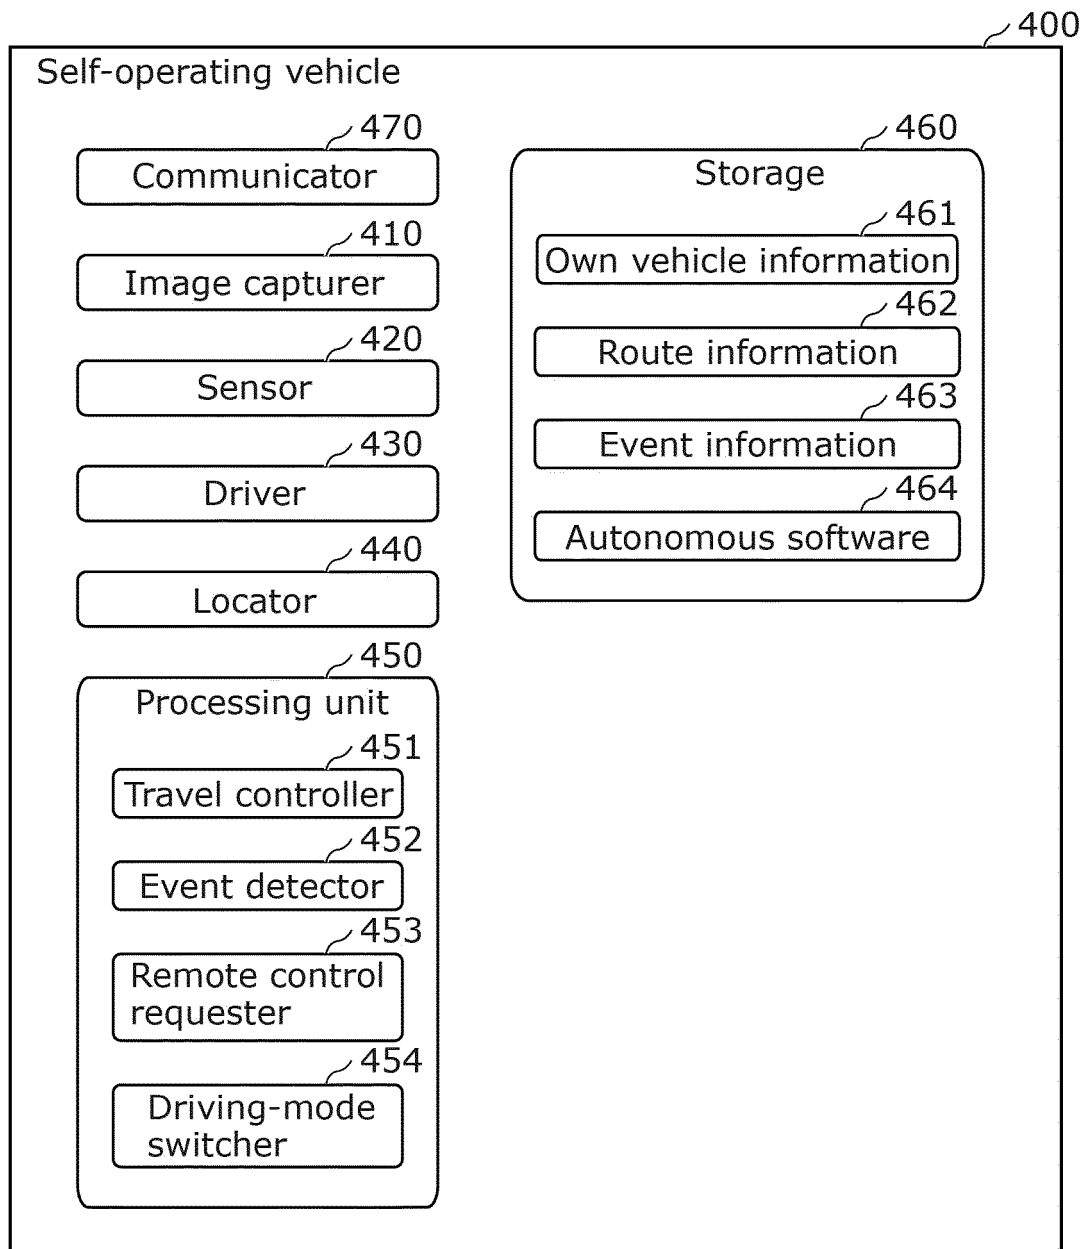 400
Self-operating vehicle
470
Communicator
410
Image capturer
420
Sensor
430
Driver
440
Locator
450
Processing unit
451
Travel controller
452
Event detector
453
Remote control
requester
454
Driving-mode
switcher
460
Storage
461
Own vehicle information
462
Route information
463
Event information
464
Autonomous software